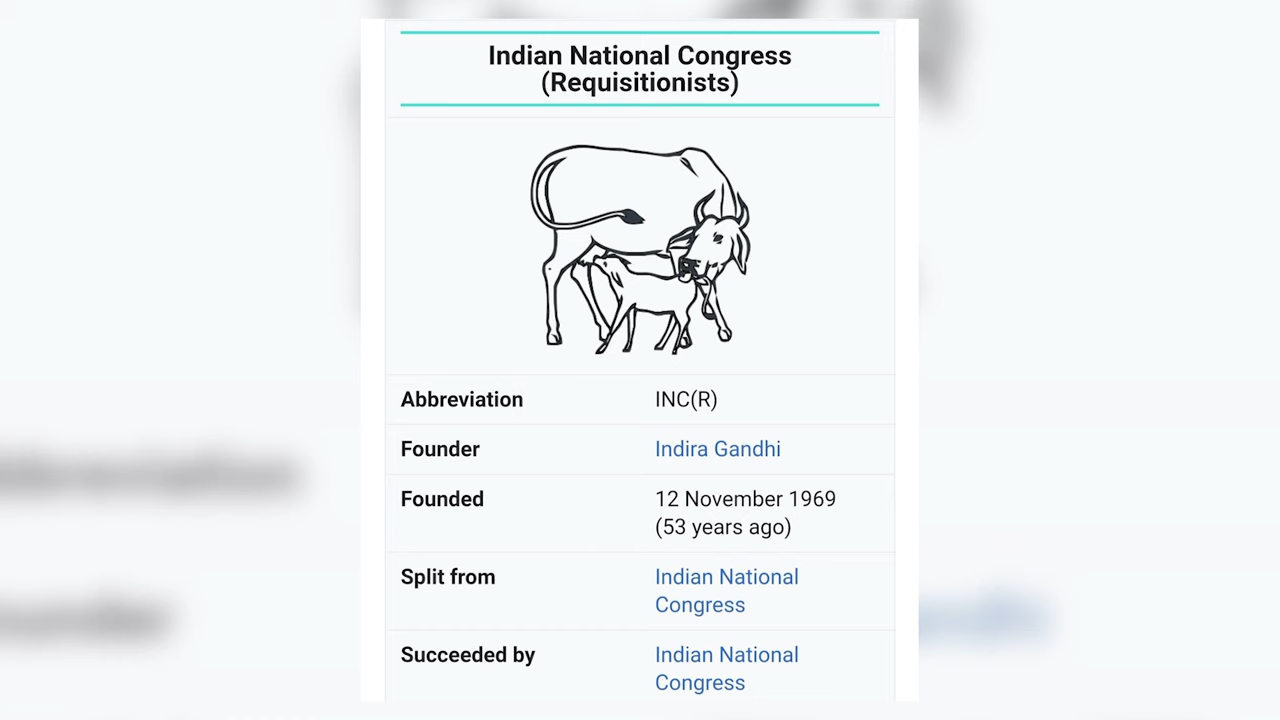 Indian National Congress
(Requisitionists)
Abbreviation INC(R)
Founder Indira Gandhi
Founded 12 November 1969
(53 years ago)
Split from Indian National
Congress
Succeeded by Indian National
Congress